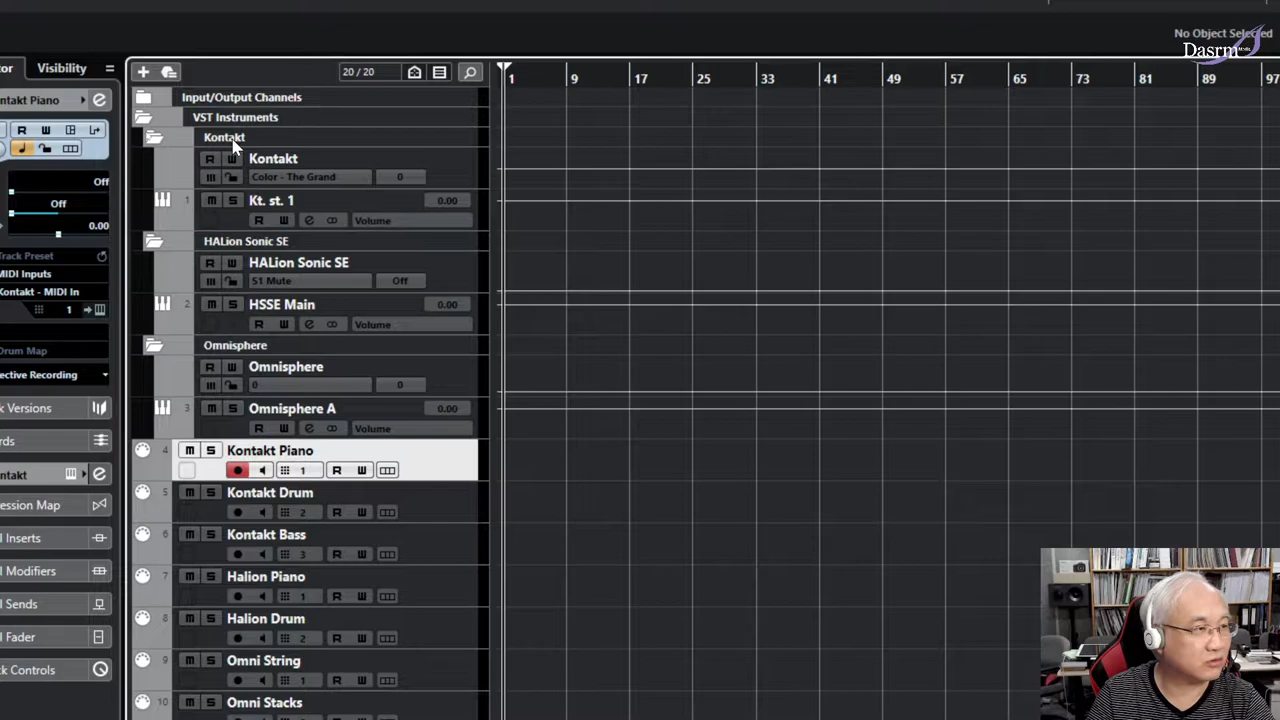 No Object Selected
Dasrm
tor Visibility
20 / 20
1 9 17 25 33 41 49 57 65 73 81 89 97
ntakt Piano
R W
Off
Off
0.00
Track Preset
MIDI Inputs
Kontakt - MIDI In
1
Drum Map
ective Recording
k Versions
rds
ntakt
ression Map
I Inserts
I Modifiers
I Sends
I Fader
ck Controls
Input/Output Channels
VST Instruments
Kontakt
R W Kontakt
Color - The Grand 0
1 M S Kt. st. 1 0.00
R W e Volume
HALion Sonic SE
R W HALion Sonic SE
S1 Mute Off
2 M S HSSE Main 0.00
R W e Volume
Omnisphere
R W Omnisphere
0 0
3 M S Omnisphere A 0.00
R W e Volume
4 M S Kontakt Piano
1 R W
5 M S Kontakt Drum
2 R W
6 M S Kontakt Bass
3 R W
7 M S Halion Piano
1 R W
8 M S Halion Drum
2 R W
9 M S Omni String
1 R W
10 M S Omni Stacks